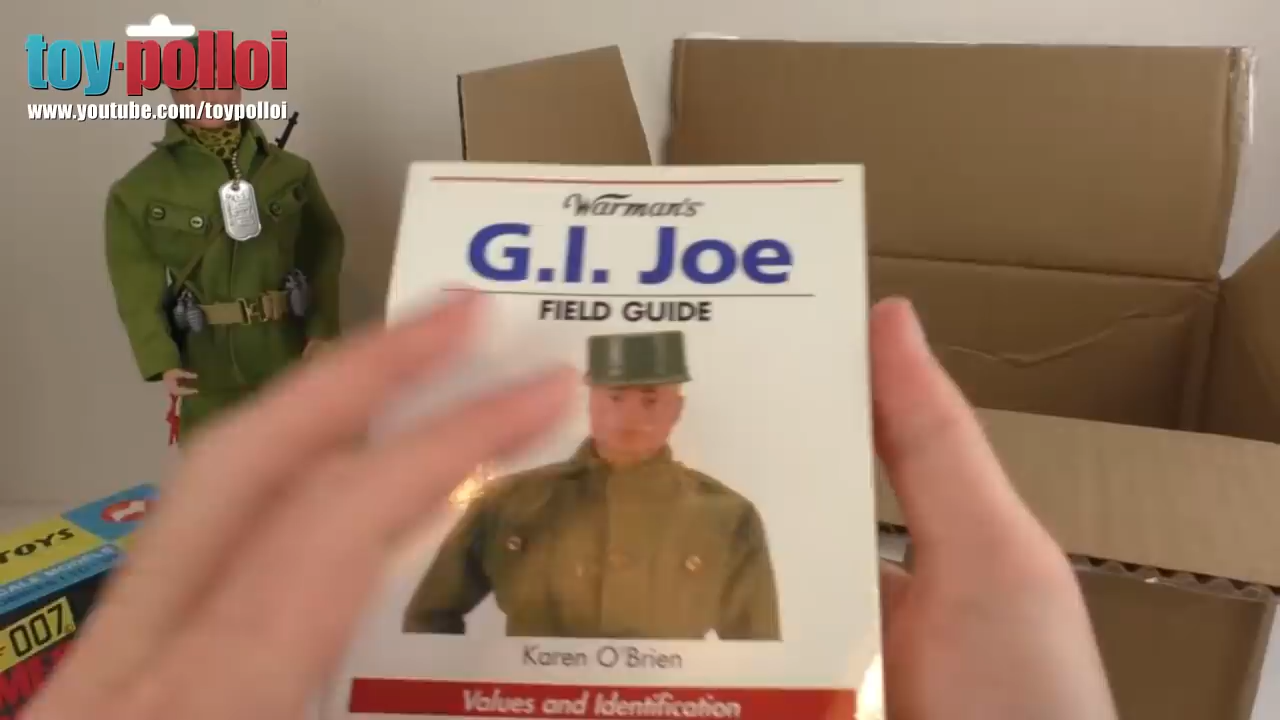 toy·polloi
www.youtube.com/toypolloi
Warman's
G.I. Joe
FIELD GUIDE
Karen O'Brien
Values and Identification
TOYS
007